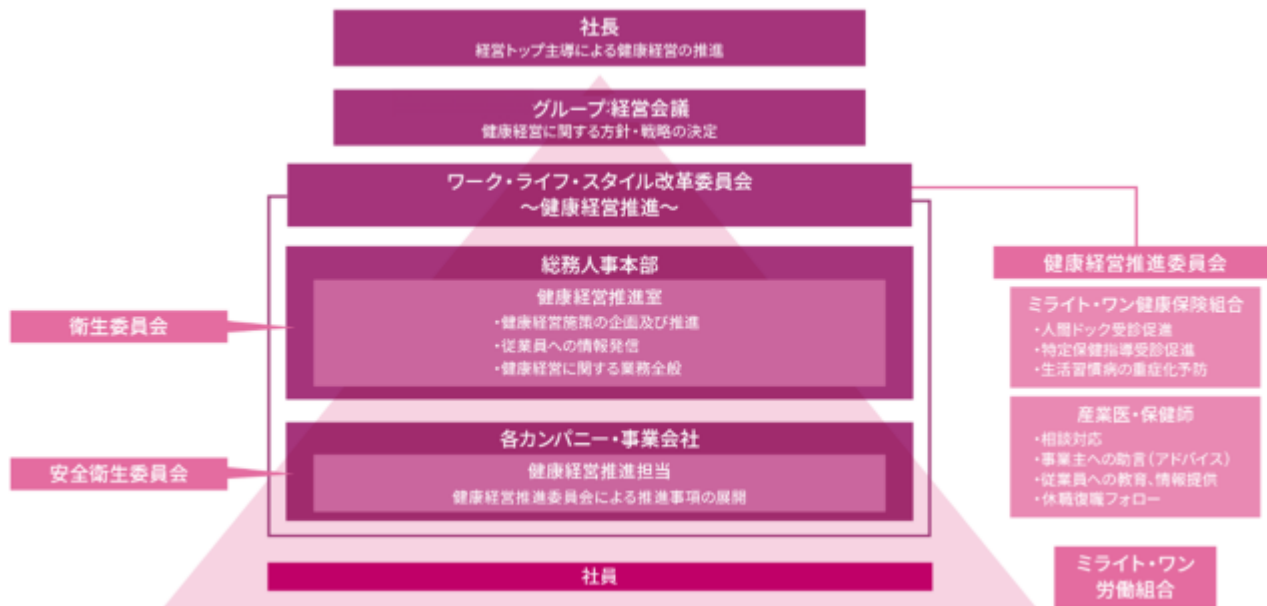 社長
経営トップ主導による健康経営の推進
グループ経営会議
健康経営に関する方針・戦略の決定
ワーク・ライフ・スタイル改革委員会
～健康経営推進～
総務人事本部
健康経営推進室
・健康経営施策の企画及び推進
・従業員への情報発信
・健康経営に関する業務全般
衛生委員会
各カンパニー・事業会社
健康経営推進担当
健康経営推進委員会による推進事項の展開
安全衛生委員会
社員
健康経営推進委員会
ミライト・ワン健康保険組合
・人間ドック受診促進
・特定保健指導受診促進
・生活習慣病の重症化予防
産業医・保健師
・相談対応
・事業主への助言（アドバイス）
・従業員への教育、情報提供
・休職復職フォロー
ミライト・ワン
労働組合